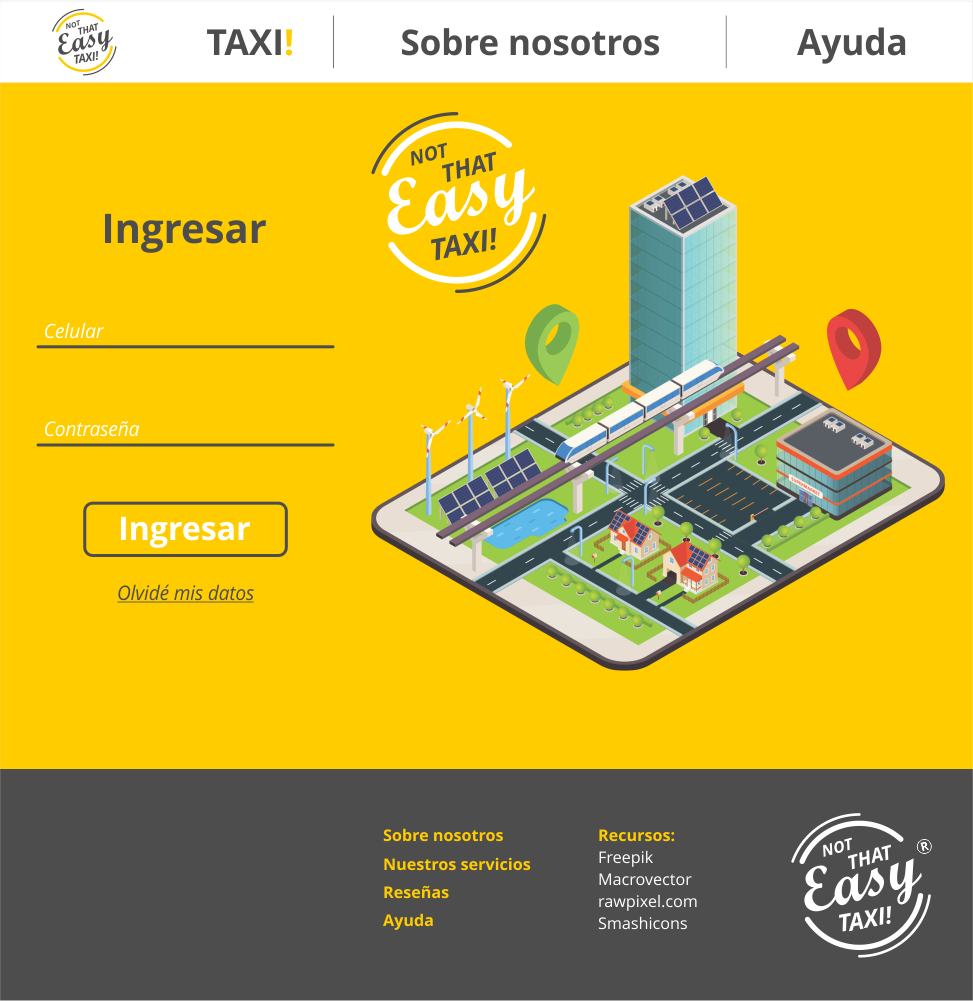 NOT
THAT
Easy
TAXI!
TAXI!
Sobre nosotros
Ayuda
NOT
THAT
Easy
TAXI!
Ingresar
Celular
Contraseña
Ingresar
Olvidé mis datos
SUPERMARKET
Sobre nosotros
Nuestros servicios
Reseñas
Ayuda
Recursos:
Freepik
Macrovector
rawpixel.com
Smashicons
NOT
THAT
Easy
TAXI!
®